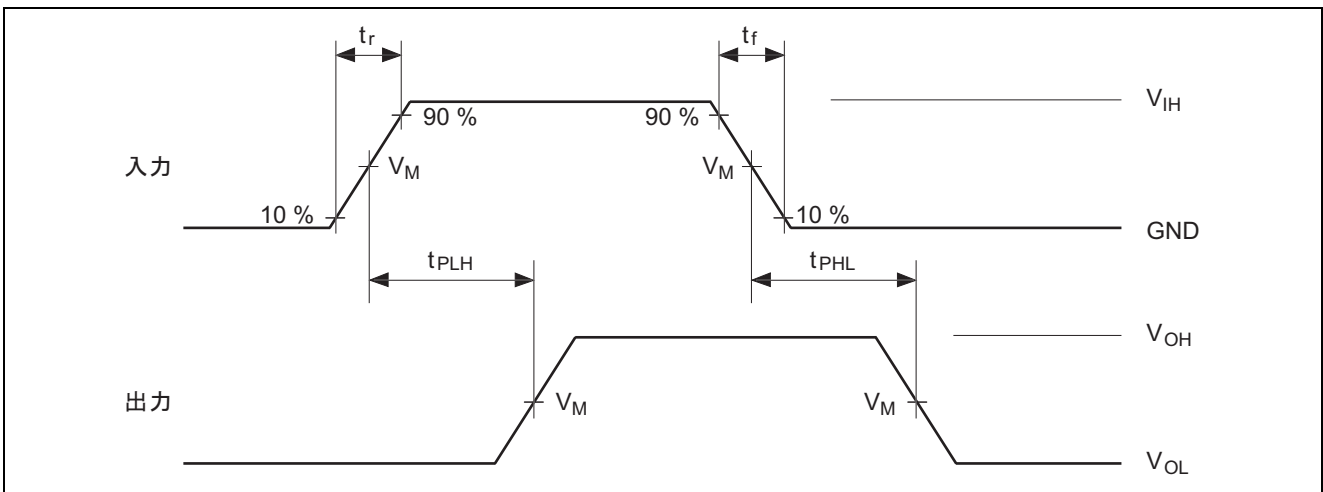 tr
tf
90 %
90 %
VIH
入力
VM
VM
10 %
10 %
GND
tPLH
tPHL
VOH
出力
VM
VM
VOL